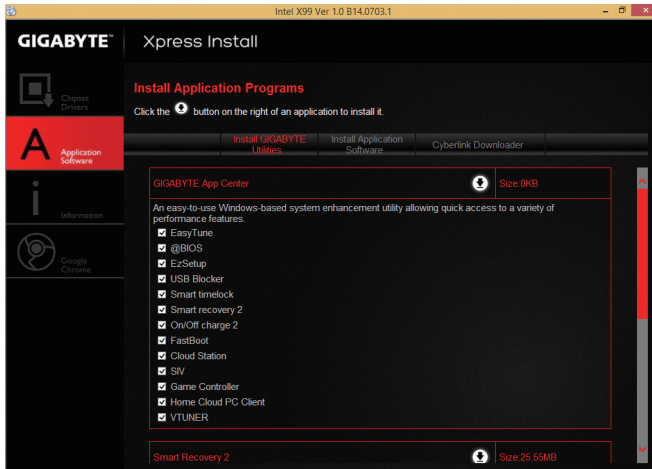 Intel X99 Ver 1.0 B14.0703.1
GIGABYTE™
Xpress Install
Chipset
Drivers
Application
Software
Information
Google
Chrome
Install Application Programs
Click the button on the right of an application to install it.
Install GIGABYTE
Utilities
Install Application
Software
Cyberlink Downloader
GIGABYTE App Center
Size:0KB
An easy-to-use Windows-based system enhancement utility allowing quick access to a variety of
performance features.
EasyTune
@BIOS
EzSetup
USB Blocker
Smart timelock
Smart recovery 2
On/Off charge 2
FastBoot
Cloud Station
SIV
Game Controller
Home Cloud PC Client
VTUNER
Smart Recovery 2
Size:25.55MB